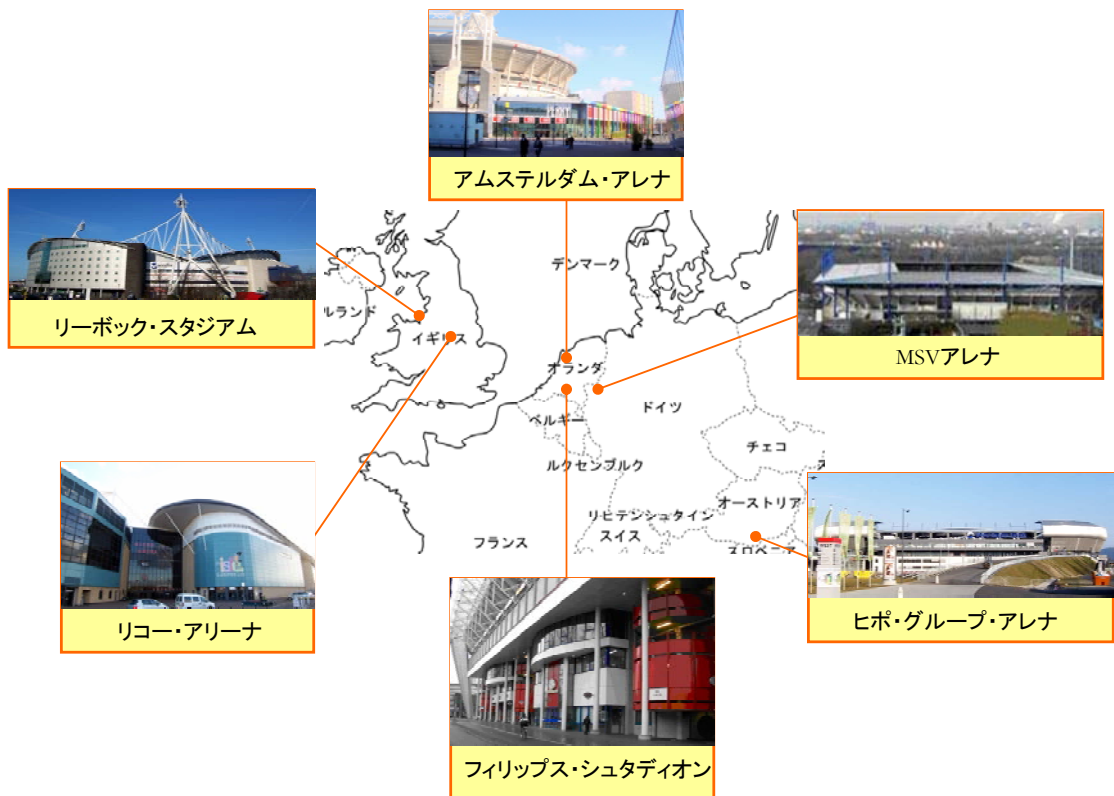 アムステルダム・アレナ
リーボック・スタジアム
MSVアレナ
デンマーク
ルランド
イギリス
オランダ
ドイツ
ベルギー
チェコ
ルクセンブルク
オーストリア
リヒテンシュタイン
スイス
フランス
スロベニア
リコー・アリーナ
ヒポ・グループ・アレナ
フィリップス・シュタディオン